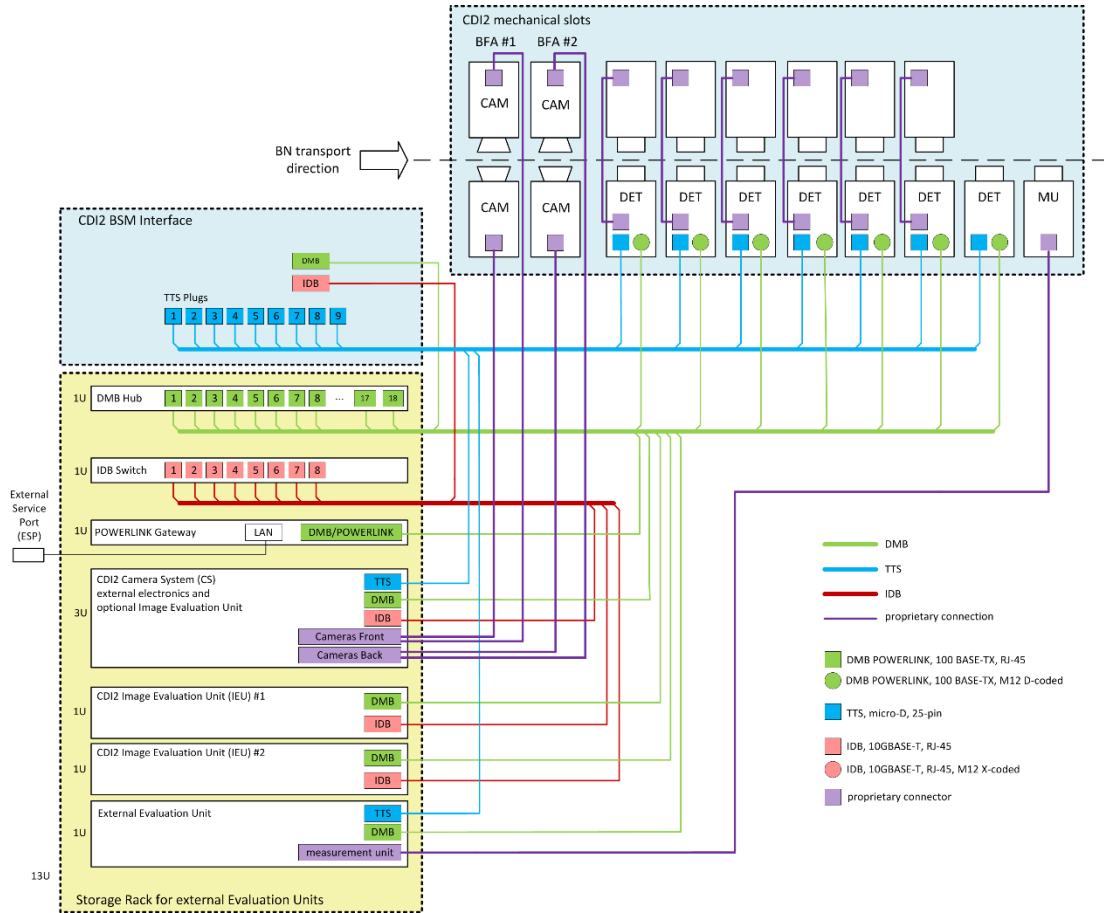 CDI2 mechanical slots
BFA #1
BFA #2
CAM
CAM
BN transport
direction
CAM
CAM
DET
DET
DET
DET
DET
DET
DET
MU
CDI2 BSM Interface
DMB
IDB
TTS Plugs
1 2 3 4 5 6 7 8 9
1U
DMB Hub
1 2 3 4 5 6 7 8 ... 17 18
1U
IDB Switch
1 2 3 4 5 6 7 8
External
Service
Port
(ESP)
1U
POWERLINK Gateway
LAN
DMB/POWERLINK
3U
CDI2 Camera System (CS)
external electronics and
optional Image Evaluation Unit
TTS
DMB
IDB
Cameras Front
Cameras Back
1U
CDI2 Image Evaluation Unit (IEU) #1
DMB
IDB
1U
CDI2 Image Evaluation Unit (IEU) #2
DMB
IDB
1U
External Evaluation Unit
TTS
DMB
measurement unit
13U
Storage Rack for external Evaluation Units
DMB
TTS
IDB
proprietary connection
DMB POWERLINK, 100 BASE-TX, RJ-45
DMB POWERLINK, 100 BASE-TX, M12 D-coded
TTS, micro-D, 25-pin
IDB, 10GBASE-T, RJ-45
IDB, 10GBASE-T, RJ-45, M12 X-coded
proprietary connector